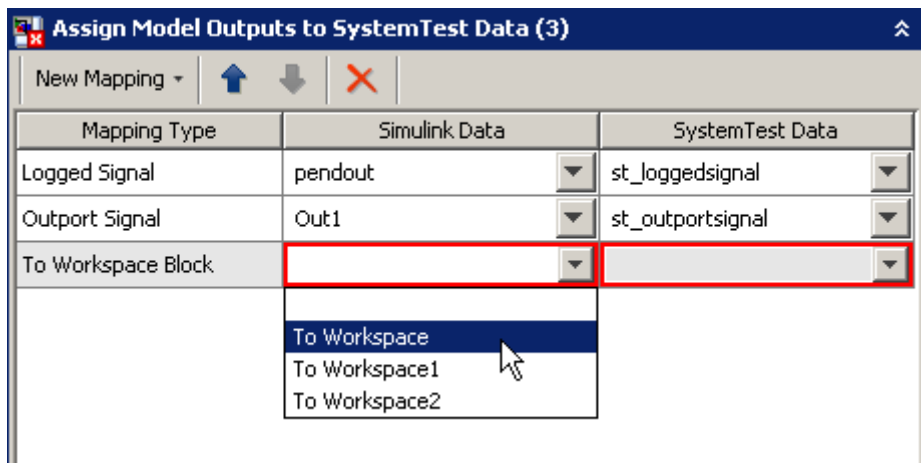 Assign Model Outputs to SystemTest Data (3)
New Mapping
Mapping Type Simulink Data SystemTest Data
Logged Signal pendout st_loggedsignal
Outport Signal Out1 st_outportsignal
To Workspace Block
To Workspace
To Workspace1
To Workspace2